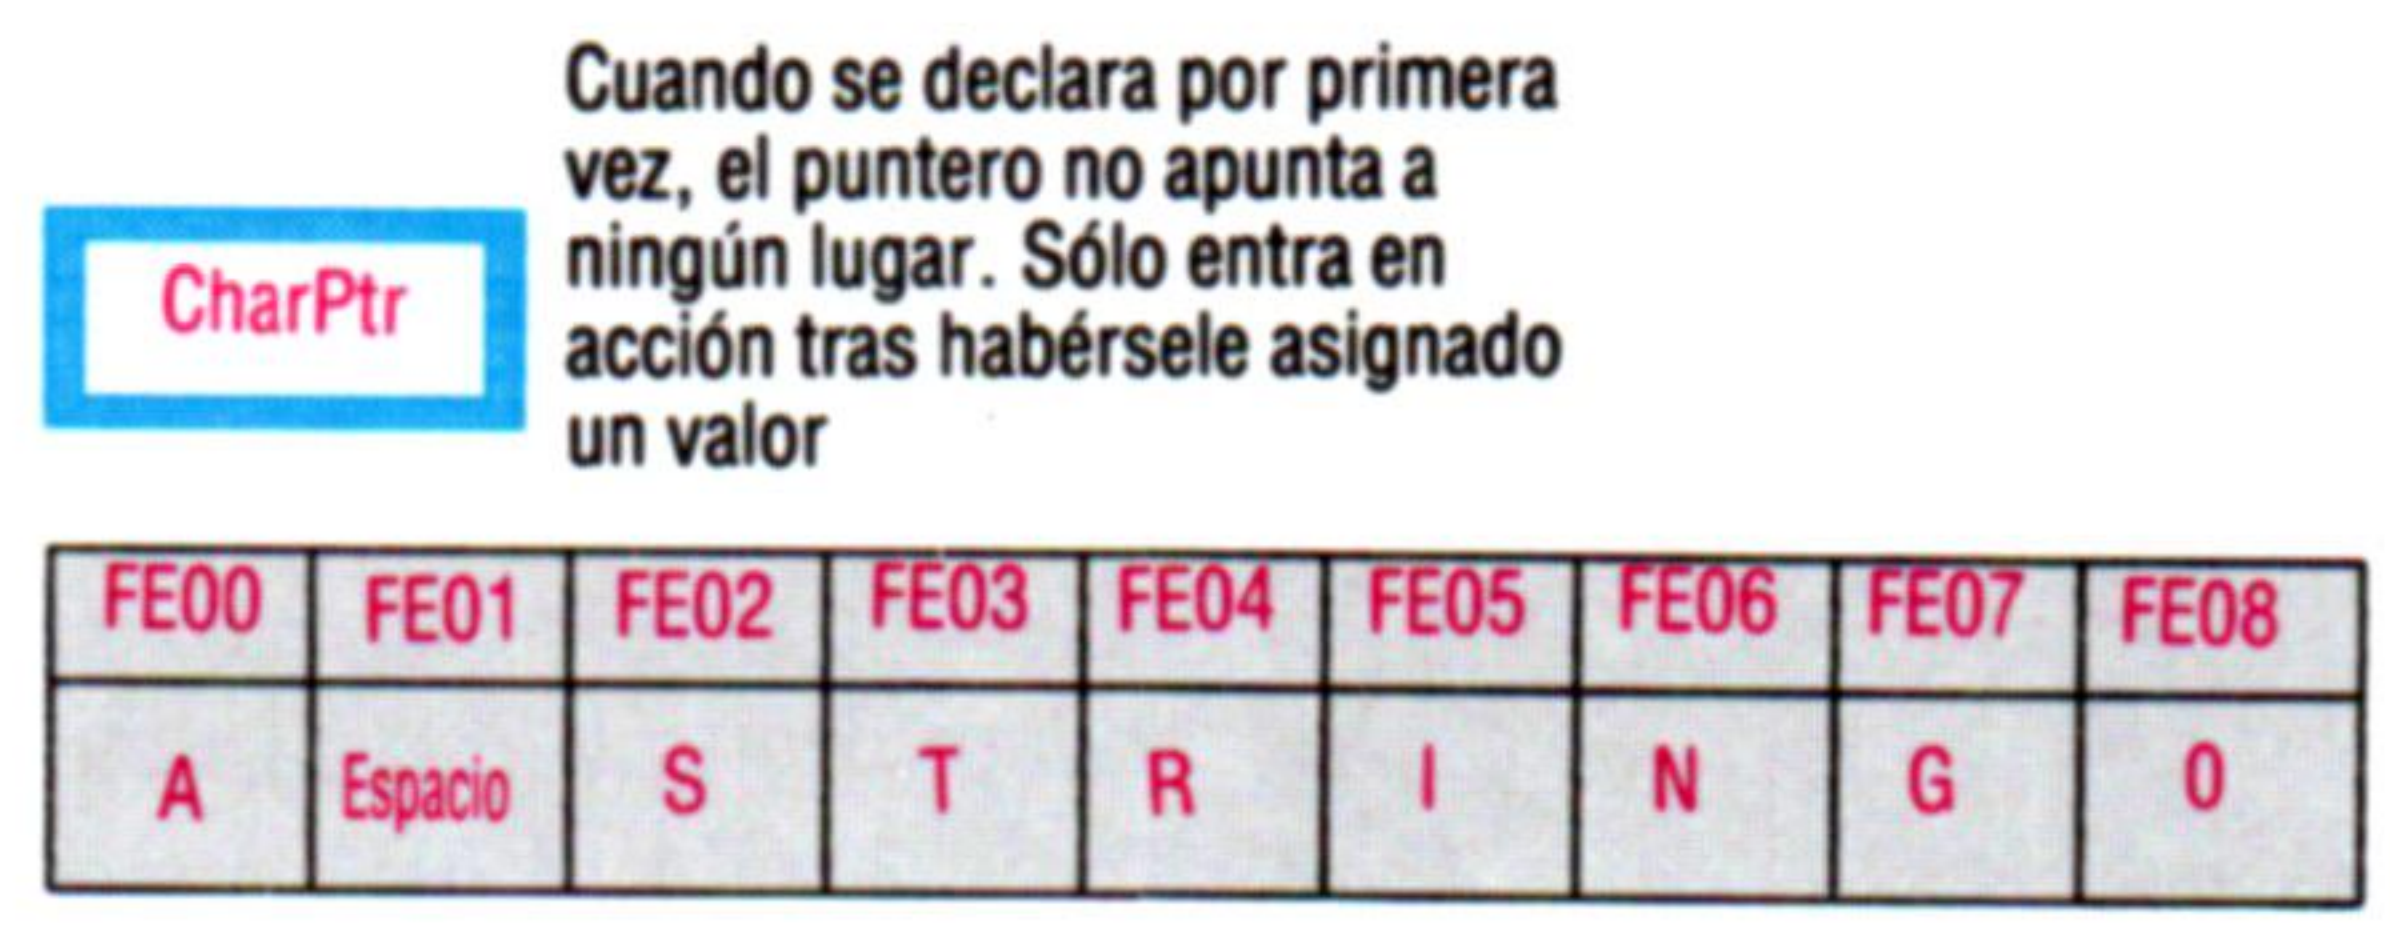 Cuando se declara por primera
vez, el puntero no apunta a
ningún lugar. Sólo entra en
acción tras habérsele asignado
un valor
CharPtr
FE00 FE01 FE02 FE03 FE04 FE05 FE06 FE07 FE08
A Espacio S T R I N G 0